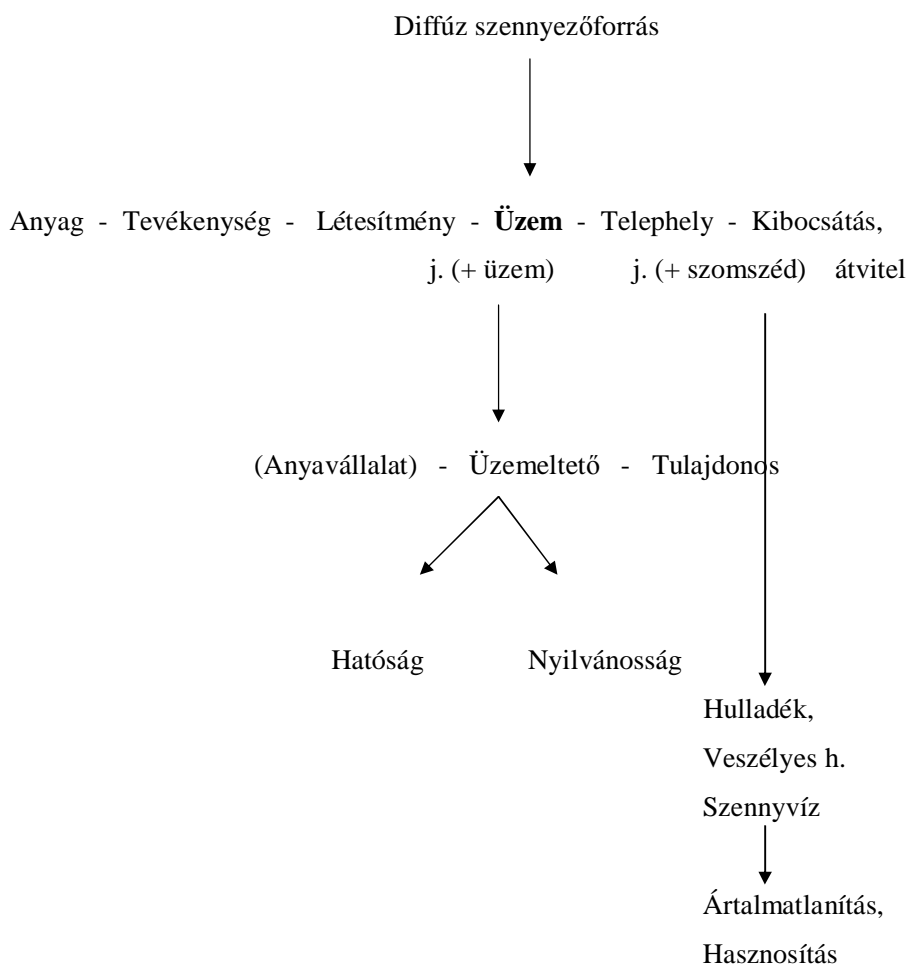 Diffúz szennyezőforrás
Anyag - Tevékenység - Létesítmény - Üzem - Telephely - Kibocsátás,
j. (+ üzem) j. (+ szomszéd) átvitel
(Anyavállalat) - Üzemeltető - Tulajdonos
Hatóság Nyilvánosság
Hulladék,
Veszélyes h.
Szennyvíz
Ártalmatlanítás,
Hasznosítás